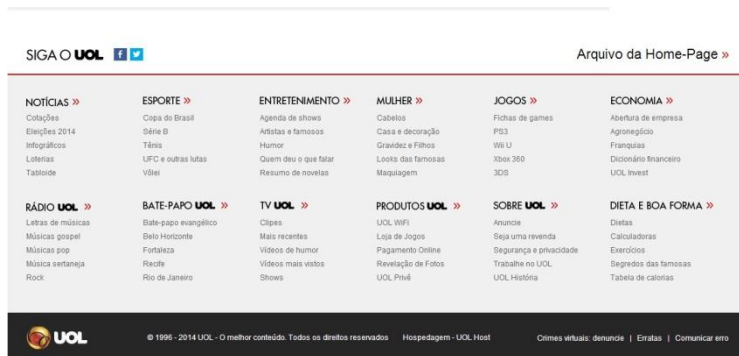 SIGA O UOL
Arquivo da Home-Page »
NOTÍCIAS »
Cotações
Eleições 2014
Infográficos
Loterias
Tabloide
ESPORTE »
Copa do Brasil
Série B
Tênis
UFC e outras lutas
Vôlei
ENTRETENIMENTO »
Agenda de shows
Artistas e famosos
Humor
Quem deu o que falar
Resumo de novelas
MULHER »
Cabelos
Casa e decoração
Gravidez e Filhos
Looks das famosas
Maquiagem
JOGOS »
Fichas de games
PS3
Wii U
Xbox 360
3DS
ECONOMIA »
Abertura de empresa
Agronegócio
Franquias
Dicionário financeiro
UOL Invest
RÁDIO UOL »
Letras de músicas
Músicas gospel
Músicas pop
Música sertaneja
Rock
BATE-PAPO UOL »
Bate-papo evangélico
Belo Horizonte
Fortaleza
Recife
Rio de Janeiro
TV UOL »
Clipes
Mais recentes
Vídeos de humor
Vídeos mais vistos
Shows
PRODUTOS UOL »
UOL WiFi
Loja de Jogos
Pagamento Online
Revelação de Fotos
UOL Privê
SOBRE UOL »
Anuncie
Seja uma revenda
Segurança e privacidade
Trabalhe no UOL
UOL História
DIETA E BOA FORMA »
Dietas
Calculadoras
Exercícios
Segredos das famosas
Tabela de calorias
UOL
© 1996 - 2014 UOL - O melhor conteúdo. Todos os direitos reservados
Hospedagem - UOL Host
Crimes virtuais: denuncie | Erratas | Comunicar erro